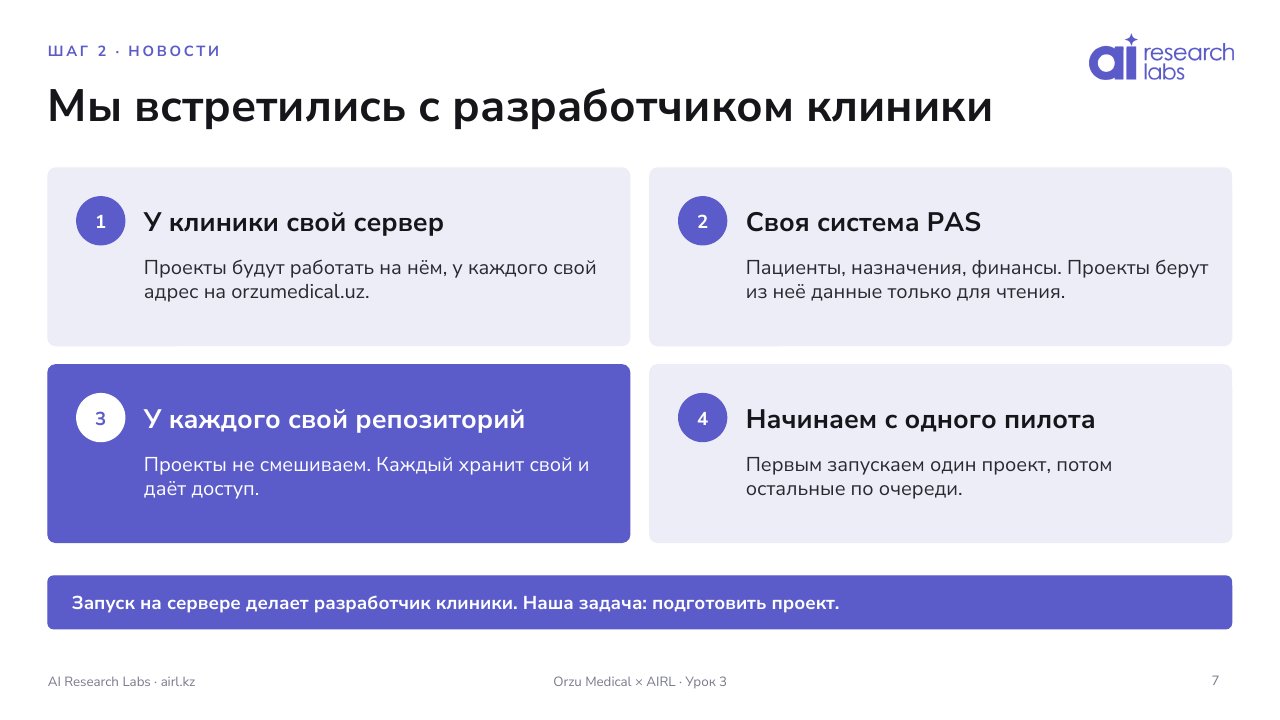 ШАГ 2 · НОВОСТИ
ai research labs
Мы встретились с разработчиком клиники
1
У клиники свой сервер
Проекты будут работать на нём, у каждого свой
адрес на orzumedical.uz.
2
Своя система PAS
Пациенты, назначения, финансы. Проекты берут
из неё данные только для чтения.
3
У каждого свой репозиторий
Проекты не смешиваем. Каждый хранит свой и
даёт доступ.
4
Начинаем с одного пилота
Первым запускаем один проект, потом
остальные по очереди.
Запуск на сервере делает разработчик клиники. Наша задача: подготовить проект.
AI Research Labs · airl.kz
Orzu Medical × AIRL · Урок 3
7